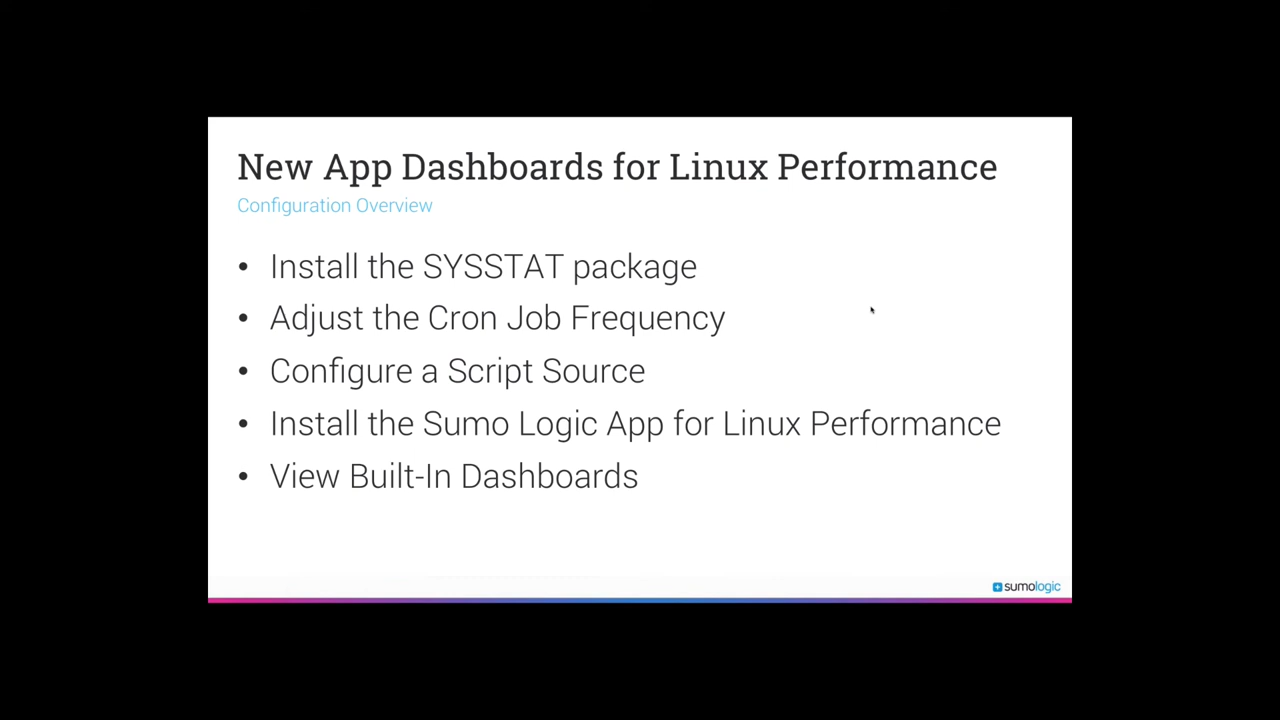 New App Dashboards for Linux Performance
Configuration Overview
• Install the SYSSTAT package
• Adjust the Cron Job Frequency
• Configure a Script Source
• Install the Sumo Logic App for Linux Performance
• View Built-In Dashboards
sumologic